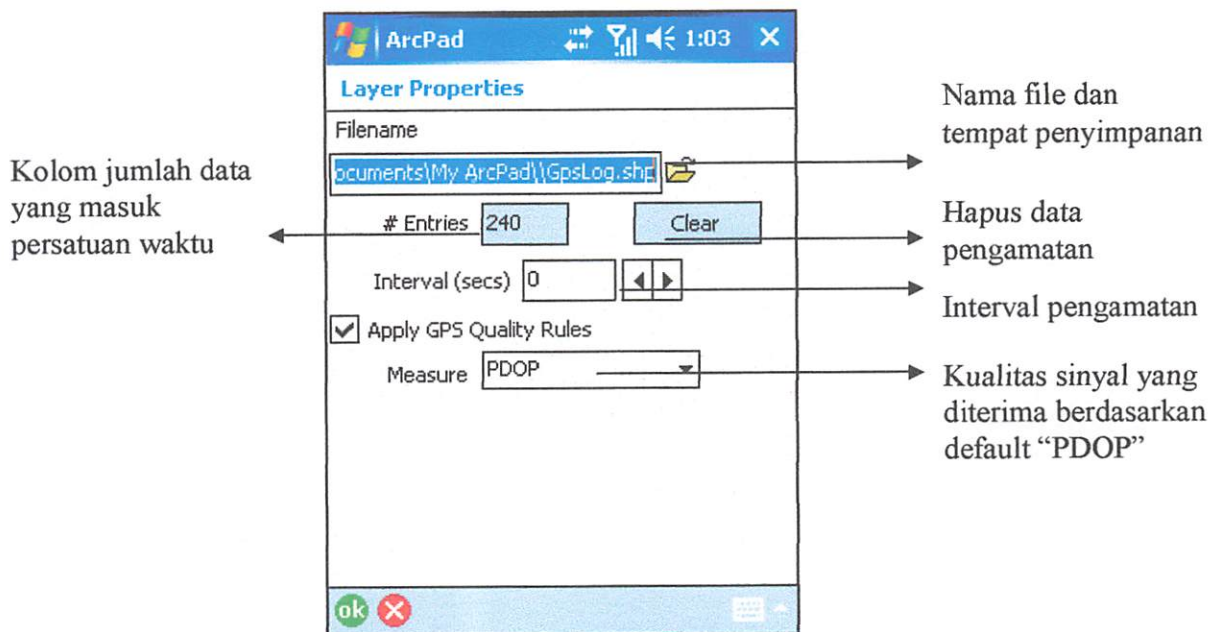 ArcPad 1:03
Layer Properties
Filename
ocuments\My ArcPad\\GpsLog.shp
# Entries 240 Clear
Interval (secs) 0
Apply GPS Quality Rules
Measure PDOP
ok
Kolom jumlah data
yang masuk
persatuan waktu
Nama file dan
tempat penyimpanan
Hapus data
pengamatan
Interval pengamatan
Kualitas sinyal yang
diterima berdasarkan
default “PDOP”